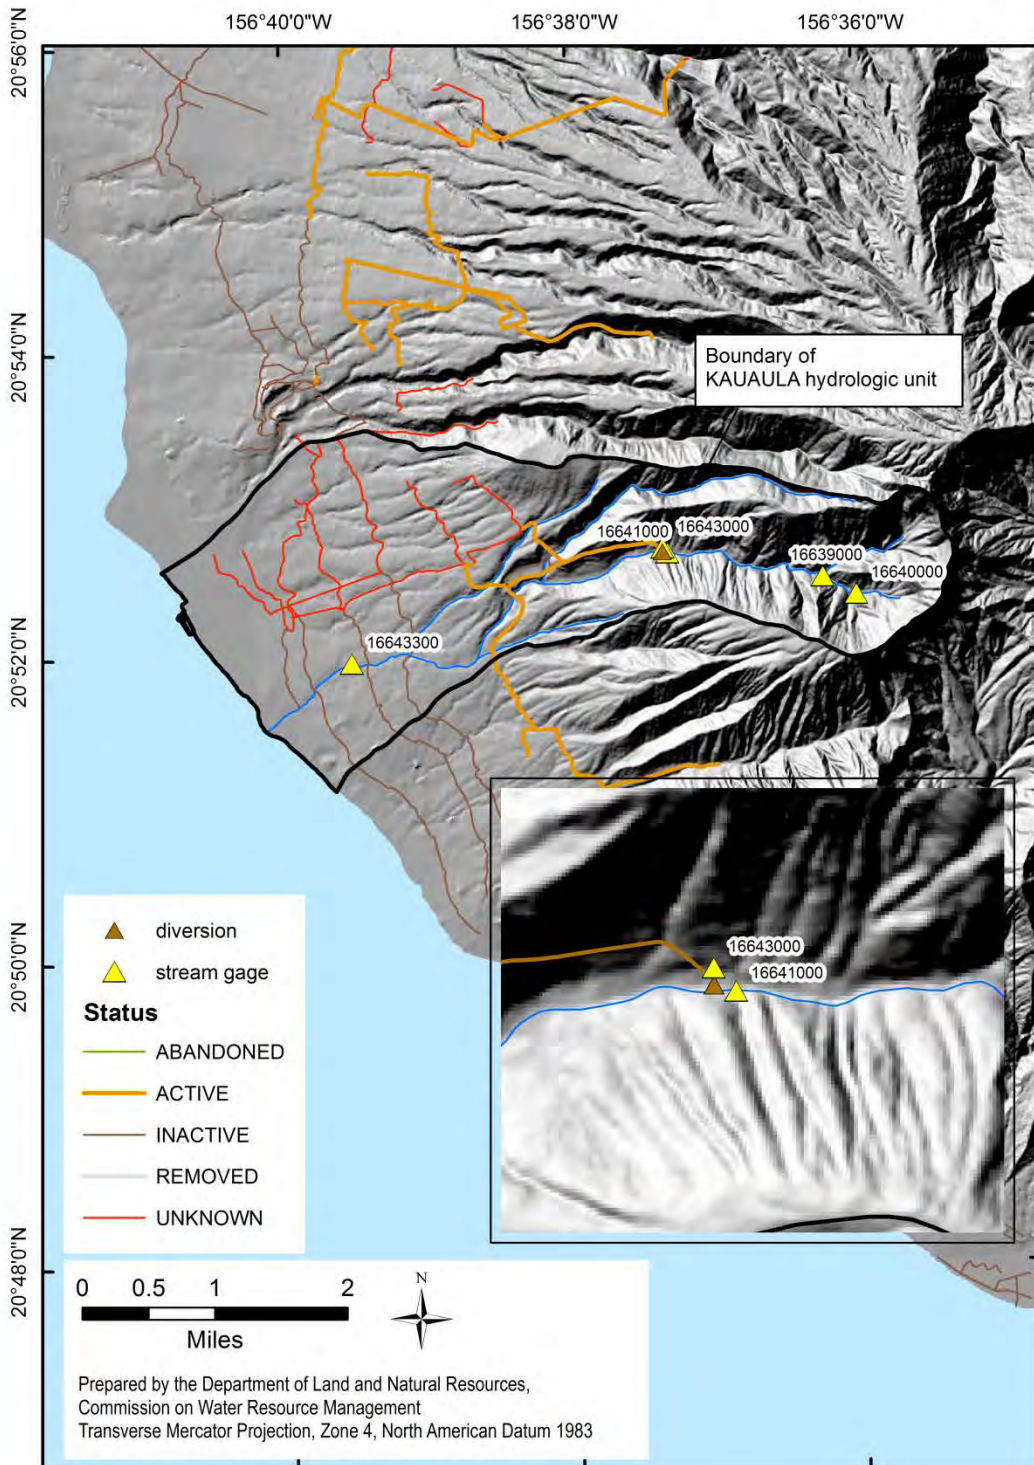 156°40'0"W
156°38'0"W
156°36'0"W
20°56'0"N
20°54'0"N
20°52'0"N
20°50'0"N
20°48'0"N
Boundary of
KAUAULA hydrologic unit
16641000
16643000
16639000
16640000
16643300
16643000
16641000
diversion
stream gage
Status
ABANDONED
ACTIVE
INACTIVE
REMOVED
UNKNOWN
0 0.5 1 2
Miles
N
Prepared by the Department of Land and Natural Resources,
Commission on Water Resource Management
Transverse Mercator Projection, Zone 4, North American Datum 1983